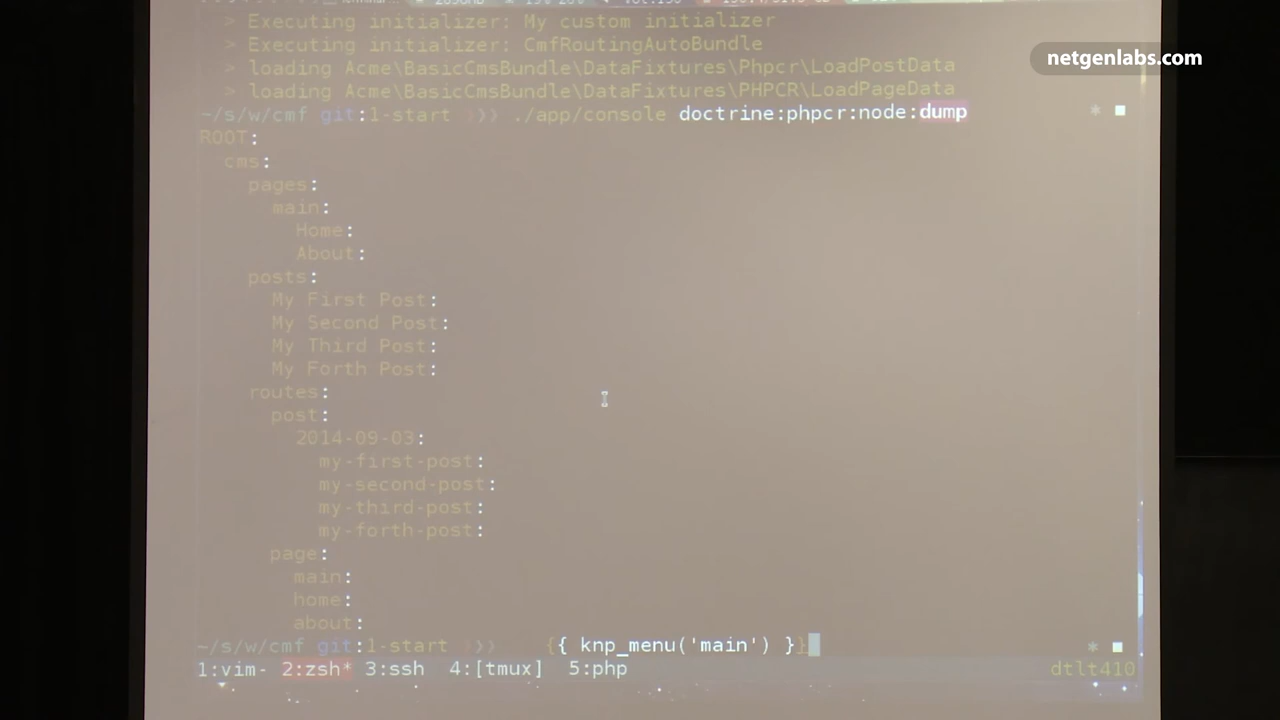 > Executing initializer: My custom initializer
> Executing initializer: CmfRoutingAutoBundle
netgenlabs.com
> loading Acme\BasicCmsBundle\DataFixtures\Phpcr\LoadPostData
> loading Acme\BasicCmsBundle\DataFixtures\PHPCR\LoadPageData
~/s/w/cmf git:1-start ❯❯❯ ./app/console doctrine:phpcr:node:dump * ■
ROOT:
cms:
pages:
main:
Home:
About:
posts:
My First Post:
My Second Post:
My Third Post:
My Forth Post:
routes:
post:
2014-09-03:
my-first-post:
my-second-post:
my-third-post:
my-forth-post:
page:
main:
home:
about:
~/s/w/cmf git:1-start ❯❯❯ {{ knp_menu('main') }} * ■
1:vim- 2:zsh* 3:ssh 4:[tmux] 5:php dtlt410